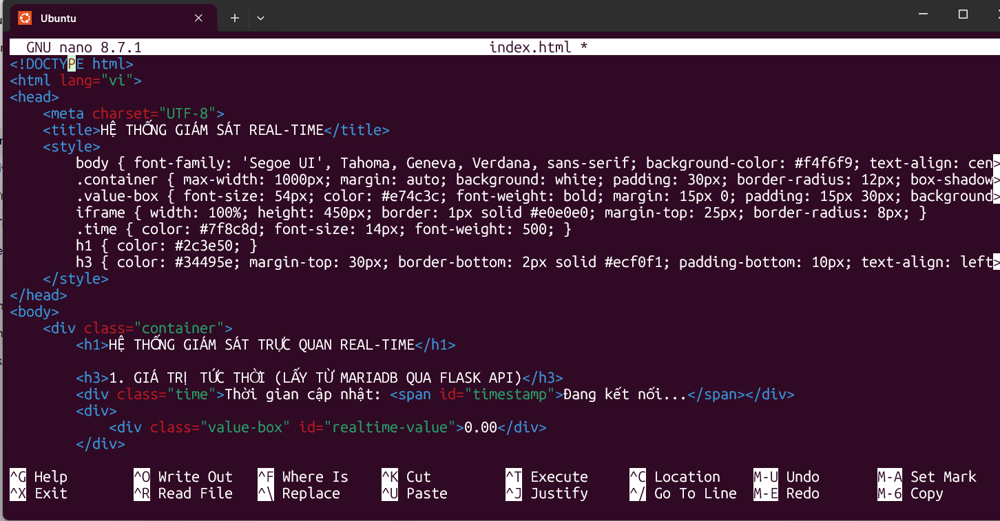 Ubuntu
GNU nano 8.7.1 index.html *
<!DOCTYPE html>
<html lang="vi">
<head>
    <meta charset="UTF-8">
    <title>HỆ THỐNG GIÁM SÁT REAL-TIME</title>
    <style>
        body { font-family: 'Segoe UI', Tahoma, Geneva, Verdana, sans-serif; background-color: #f4f6f9; text-align: cen>
        .container { max-width: 1000px; margin: auto; background: white; padding: 30px; border-radius: 12px; box-shadow>
        .value-box { font-size: 54px; color: #e74c3c; font-weight: bold; margin: 15px 0; padding: 15px 30px; background>
        iframe { width: 100%; height: 450px; border: 1px solid #e0e0e0; margin-top: 25px; border-radius: 8px; }
        .time { color: #7f8c8d; font-size: 14px; font-weight: 500; }
        h1 { color: #2c3e50; }
        h3 { color: #34495e; margin-top: 30px; border-bottom: 2px solid #ecf0f1; padding-bottom: 10px; text-align: left>
    </style>
</head>
<body>
    <div class="container">
        <h1>HỆ THỐNG GIÁM SÁT TRỰC QUAN REAL-TIME</h1>
        <h3>1. GIÁ TRỊ TỨC THỜI (LẤY TỪ MARIADB QUA FLASK API)</h3>
        <div class="time">Thời gian cập nhật: <span id="timestamp">Đang kết nối...</span></div>
        <div>
            <div class="value-box" id="realtime-value">0.00</div>
        </div>
^G Help ^O Write Out ^F Where Is ^K Cut ^T Execute ^C Location M-U Undo M-A Set Mark
^X Exit ^R Read File ^\ Replace ^U Paste ^J Justify ^/ Go To Line M-E Redo M-6 Copy